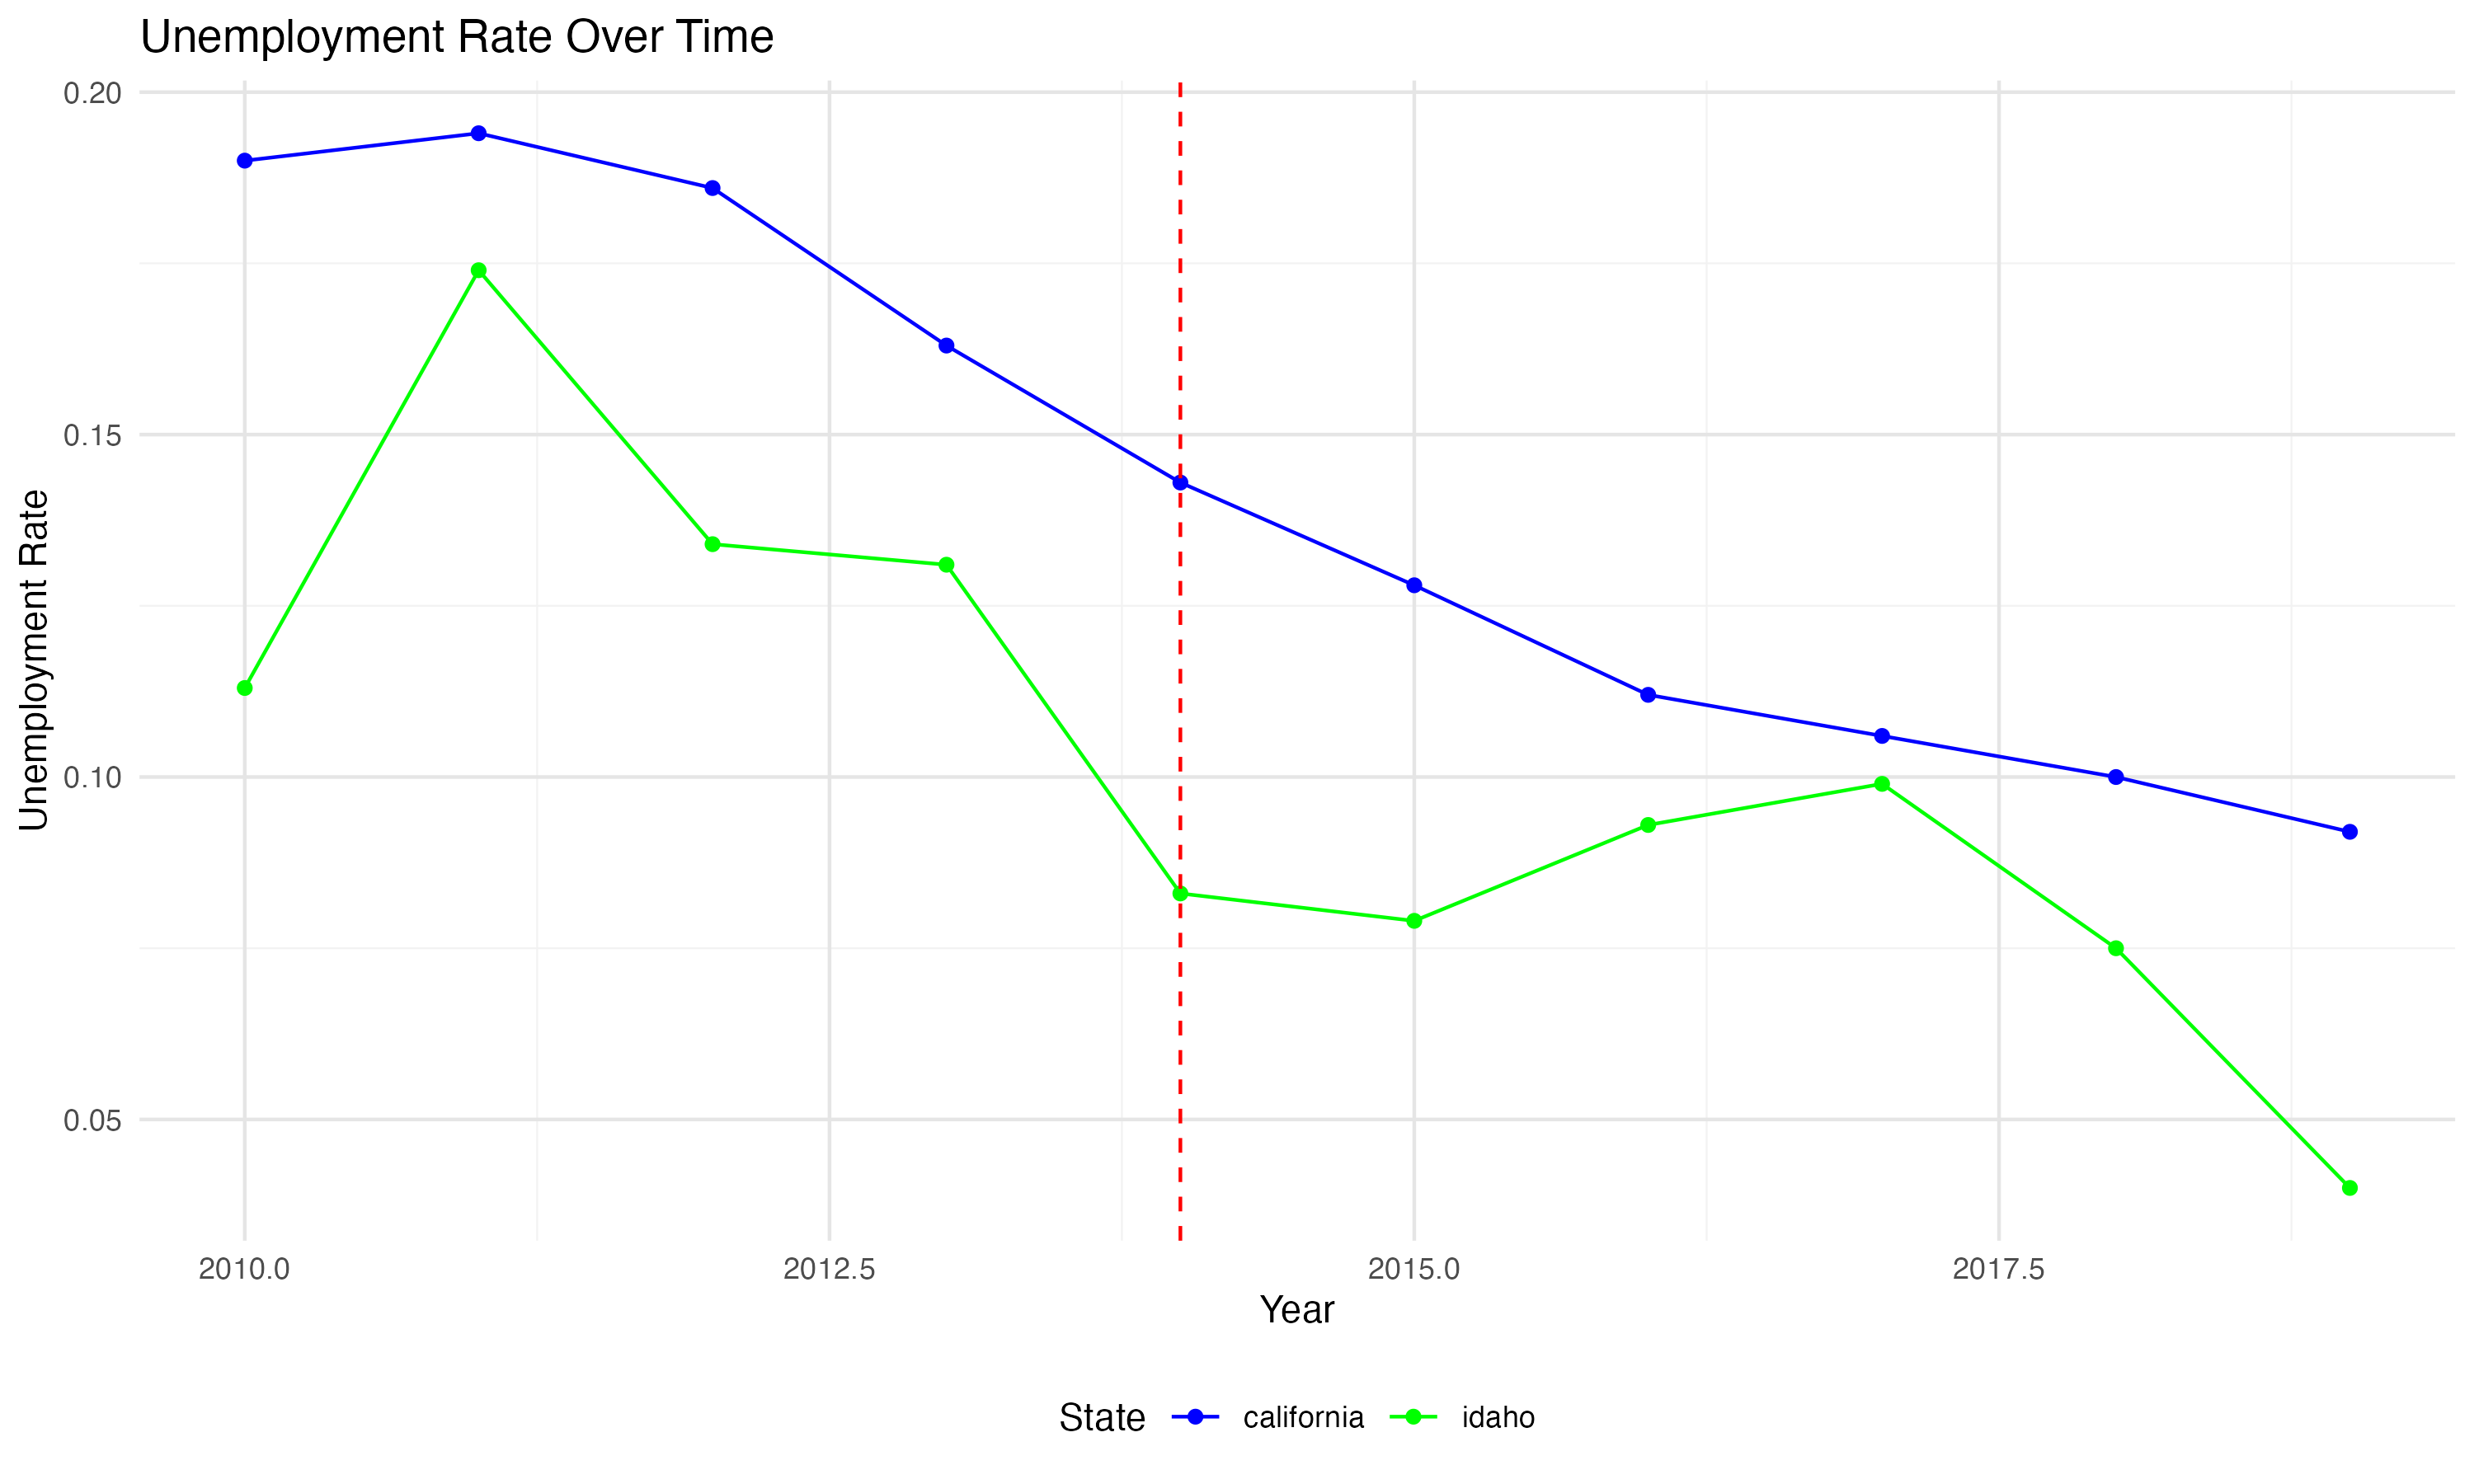 Unemployment Rate Over Time
Unemployment Rate
0.20
0.15
0.10
0.05
2010.0 2012.5 2015.0 2017.5
Year
State california idaho